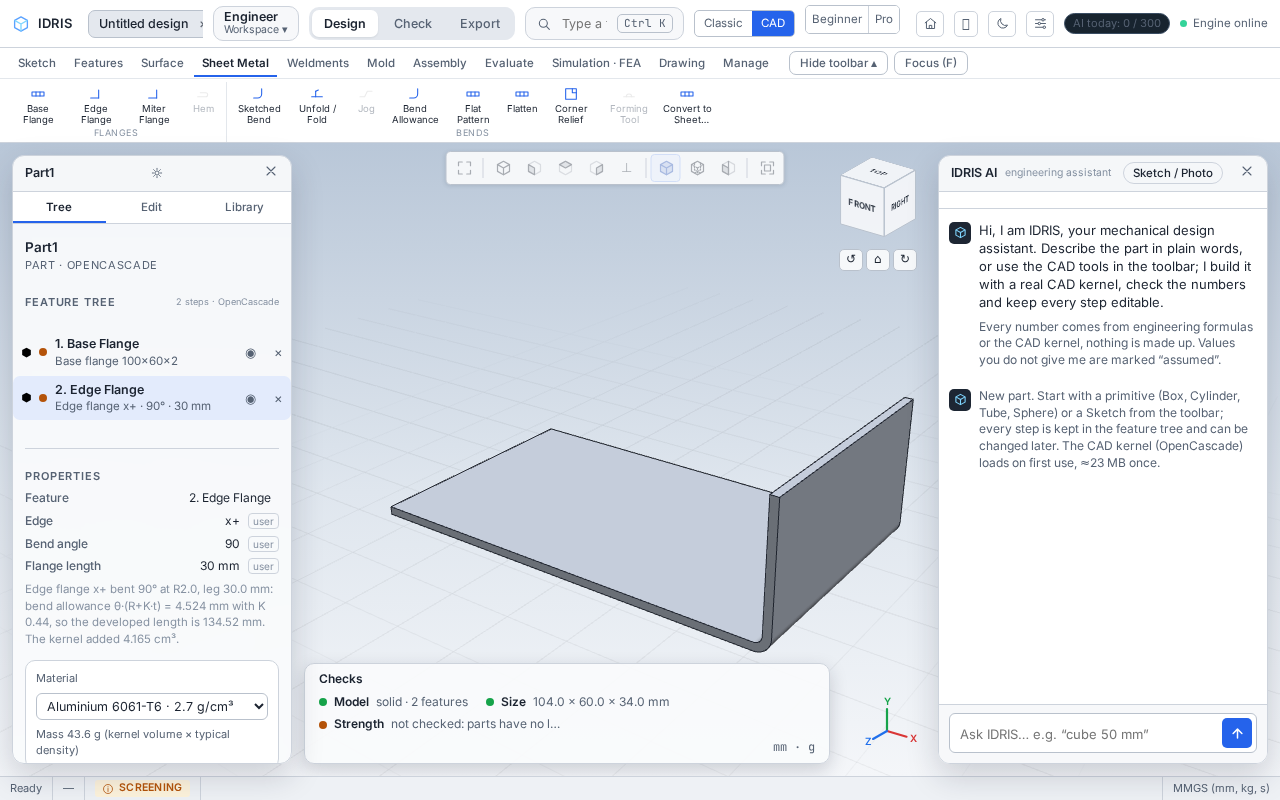 IDRIS
Untitled design
Engineer
Workspace ▾
Design
Check
Export
Type a
Ctrl K
Classic
CAD
Beginner
Pro
AI today: 0 / 300
Engine online
Sketch
Features
Surface
Sheet Metal
Weldments
Mold
Assembly
Evaluate
Simulation · FEA
Drawing
Manage
Hide toolbar ▴
Focus (F)
Base
Flange
Edge
Flange
Miter
Flange
Hem
FLANGES
Sketched
Bend
Unfold /
Fold
Jog
Bend
Allowance
Flat
Pattern
Flatten
Corner
Relief
Forming
Tool
Convert to
Sheet...
BENDS
Part1
Tree
Edit
Library
Part1
PART · OPENCASCADE
FEATURE TREE
2 steps · OpenCascade
1. Base Flange
Base flange 100×60×2
2. Edge Flange
Edge flange x+ · 90° · 30 mm
PROPERTIES
Feature 2. Edge Flange
Edge x+ user
Bend angle 90 user
Flange length 30 mm user
Edge flange x+ bent 90° at R2.0, leg 30.0 mm:
bend allowance θ·(R+K·t) = 4.524 mm with K
0.44, so the developed length is 134.52 mm.
The kernel added 4.165 cm³.
Material
Aluminium 6061-T6 · 2.7 g/cm³
Mass 43.6 g (kernel volume × typical
density)
TOP
FRONT
RIGHT
Checks
Model solid · 2 features
Size 104.0 × 60.0 × 34.0 mm
Strength not checked: parts have no l...
mm · g
Y
X
Z
IDRIS AI engineering assistant
Sketch / Photo
Hi, I am IDRIS, your mechanical design
assistant. Describe the part in plain words,
or use the CAD tools in the toolbar; I build it
with a real CAD kernel, check the numbers
and keep every step editable.
Every number comes from engineering formulas
or the CAD kernel, nothing is made up. Values
you do not give me are marked “assumed”.
New part. Start with a primitive (Box, Cylinder,
Tube, Sphere) or a Sketch from the toolbar;
every step is kept in the feature tree and can be
changed later. The CAD kernel (OpenCascade)
loads on first use, ≈23 MB once.
Ask IDRIS... e.g. “cube 50 mm”
Ready
—
SCREENING
MMGS (mm, kg, s)